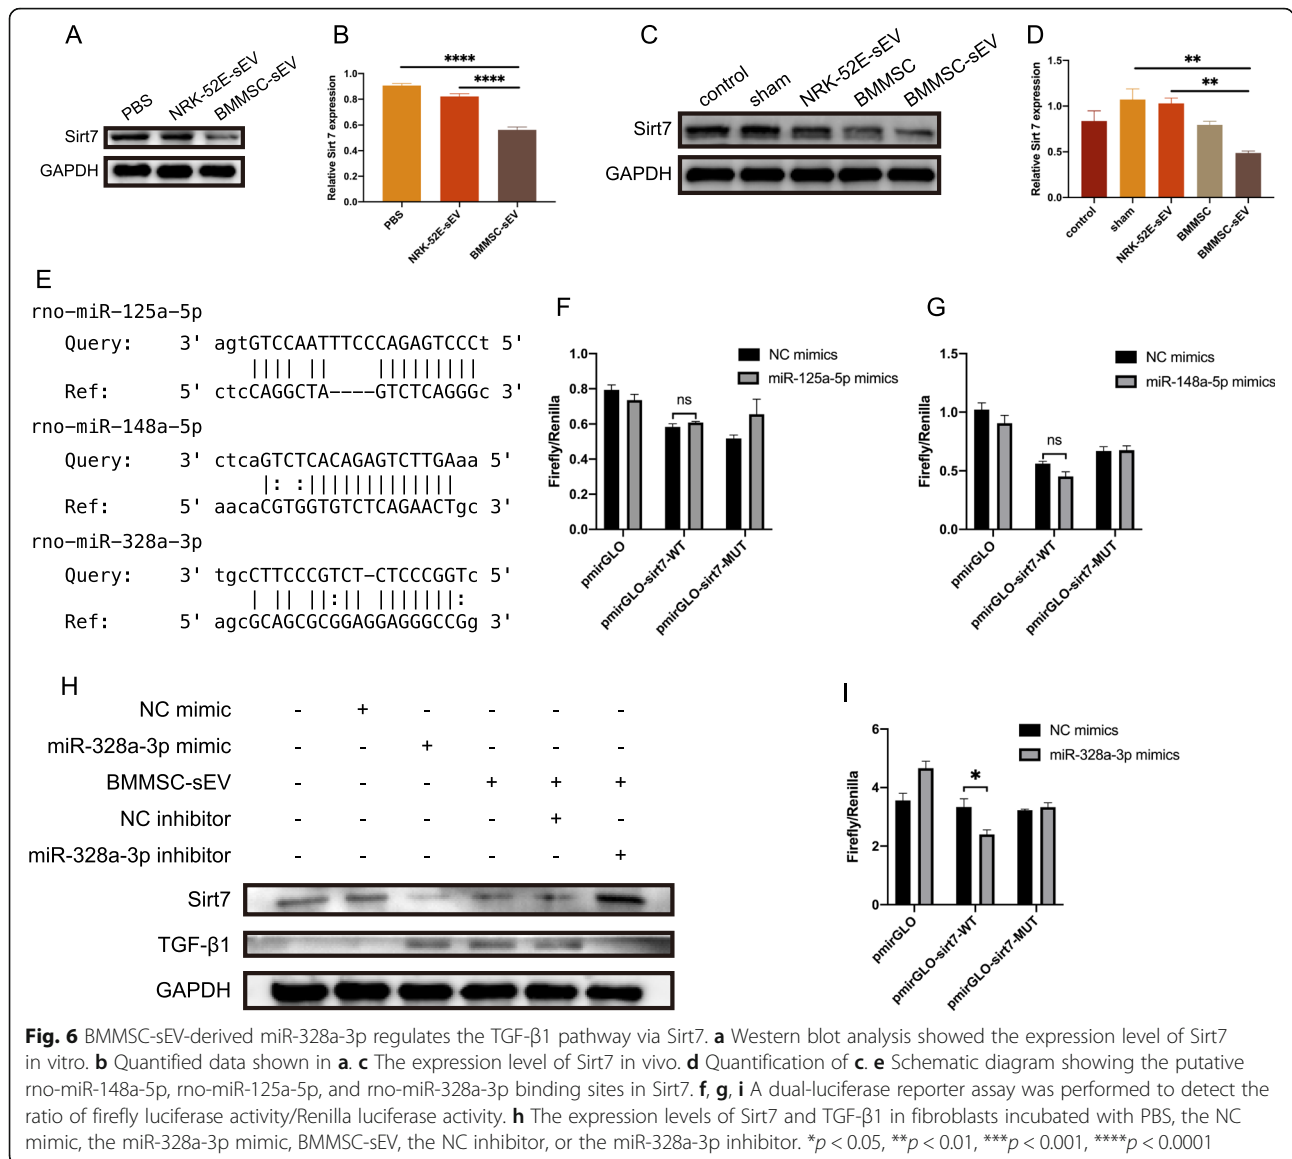 A
PBS
NRK-52E-sEV
BMMSC-sEV
Sirt7
GAPDH
B
****
****
Relative Sirt 7 expression
1.0
0.8
0.6
0.4
0.2
0.0
PBS
NRK-52E-sEV
BMMSC-sEV
C
control
sham
NRK-52E-sEV
BMMSC
BMMSC-sEV
Sirt7
GAPDH
D
**
**
Relative Sirt 7 expression
1.5
1.0
0.5
0.0
control
sham
NRK-52E-sEV
BMMSC
BMMSC-sEV
E
rno-miR-125a-5p
Query: 3' agtGTCCAATTTCCCAGAGTCCCt 5'
|||| || |||||||||
Ref: 5' ctcCAGGCTA----GTCTCAGGGc 3'
rno-miR-148a-5p
Query: 3' ctcaGTCTCACAGAGTCTTGAaa 5'
|: :|||||||||||||
Ref: 5' aacaCGTGGTGTCTCAGAACTgc 3'
rno-miR-328a-3p
Query: 3' tgcCTTCCCGTCT-CTCCCGGTc 5'
| || ||:|| |||||||:
Ref: 5' agcGCAGCGCGGAGGAGGGCCGg 3'
F
NC mimics
miR-125a-5p mimics
ns
Firefly/Renilla
1.0
0.8
0.6
0.4
0.2
0.0
pmirGLO
pmirGLO-sirt7-WT
pmirGLO-sirt7-MUT
G
NC mimics
miR-148a-5p mimics
ns
Firefly/Renilla
1.5
1.0
0.5
0.0
pmirGLO
pmirGLO-sirt7-WT
pmirGLO-sirt7-MUT
H
NC mimic - + - - - -
miR-328a-3p mimic - - + - - -
BMMSC-sEV - - - + + +
NC inhibitor - - - - + -
miR-328a-3p inhibitor - - - - - +
Sirt7
TGF-β1
GAPDH
I
NC mimics
miR-328a-3p mimics
*
Firefly/Renilla
6
4
2
0
pmirGLO
pmirGLO-sirt7-WT
pmirGLO-sirt7-MUT
Fig. 6 BMMSC-sEV-derived miR-328a-3p regulates the TGF-β1 pathway via Sirt7. a Western blot analysis showed the expression level of Sirt7
in vitro. b Quantified data shown in a. c The expression level of Sirt7 in vivo. d Quantification of c. e Schematic diagram showing the putative
rno-miR-148a-5p, rno-miR-125a-5p, and rno-miR-328a-3p binding sites in Sirt7. f, g, i A dual-luciferase reporter assay was performed to detect the
ratio of firefly luciferase activity/Renilla luciferase activity. h The expression levels of Sirt7 and TGF-β1 in fibroblasts incubated with PBS, the NC
mimic, the miR-328a-3p mimic, BMMSC-sEV, the NC inhibitor, or the miR-328a-3p inhibitor. *p < 0.05, **p < 0.01, ***p < 0.001, ****p < 0.0001